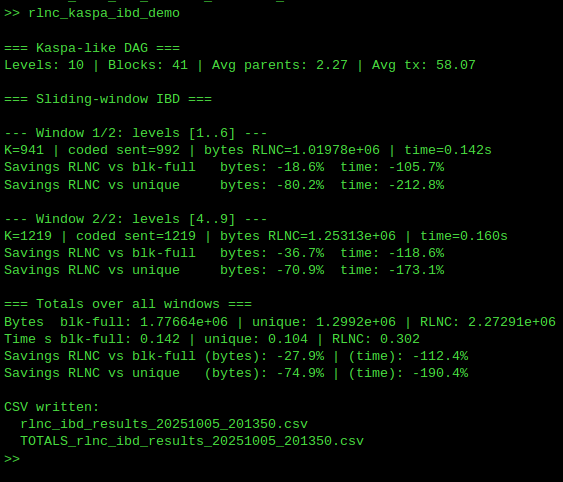 >> rlnc_kaspa_ibd_demo
=== Kaspa-like DAG ===
Levels: 10 | Blocks: 41 | Avg parents: 2.27 | Avg tx: 58.07
=== Sliding-window IBD ===
--- Window 1/2: levels [1..6] ---
K=941 | coded sent=992 | bytes RLNC=1.01978e+06 | time=0.142s
Savings RLNC vs blk-full   bytes: -18.6%  time: -105.7%
Savings RLNC vs unique     bytes: -80.2%  time: -212.8%
--- Window 2/2: levels [4..9] ---
K=1219 | coded sent=1219 | bytes RLNC=1.25313e+06 | time=0.160s
Savings RLNC vs blk-full   bytes: -36.7%  time: -118.6%
Savings RLNC vs unique     bytes: -70.9%  time: -173.1%
=== Totals over all windows ===
Bytes  blk-full: 1.77664e+06 | unique: 1.2992e+06 | RLNC: 2.27291e+06
Time s blk-full: 0.142 | unique: 0.104 | RLNC: 0.302
Savings RLNC vs blk-full (bytes): -27.9% | (time): -112.4%
Savings RLNC vs unique   (bytes): -74.9% | (time): -190.4%
CSV written:
  rlnc_ibd_results_20251005_201350.csv
  TOTALS_rlnc_ibd_results_20251005_201350.csv
>>